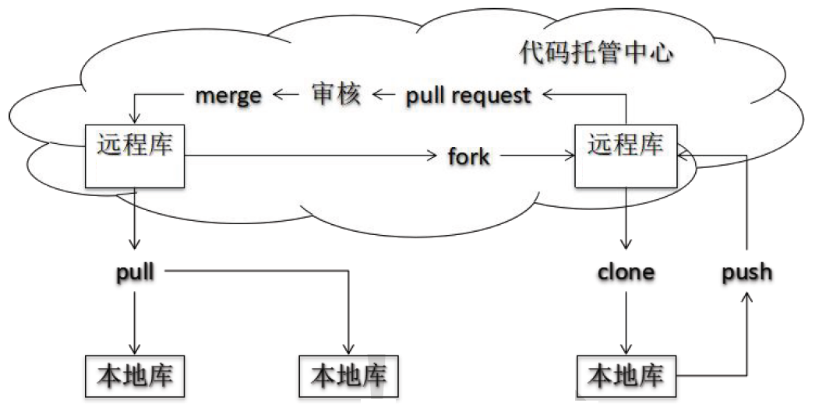 代码托管中心
merge
审核
pull request
远程库
远程库
fork
pull
clone
push
本地库
本地库
本地库